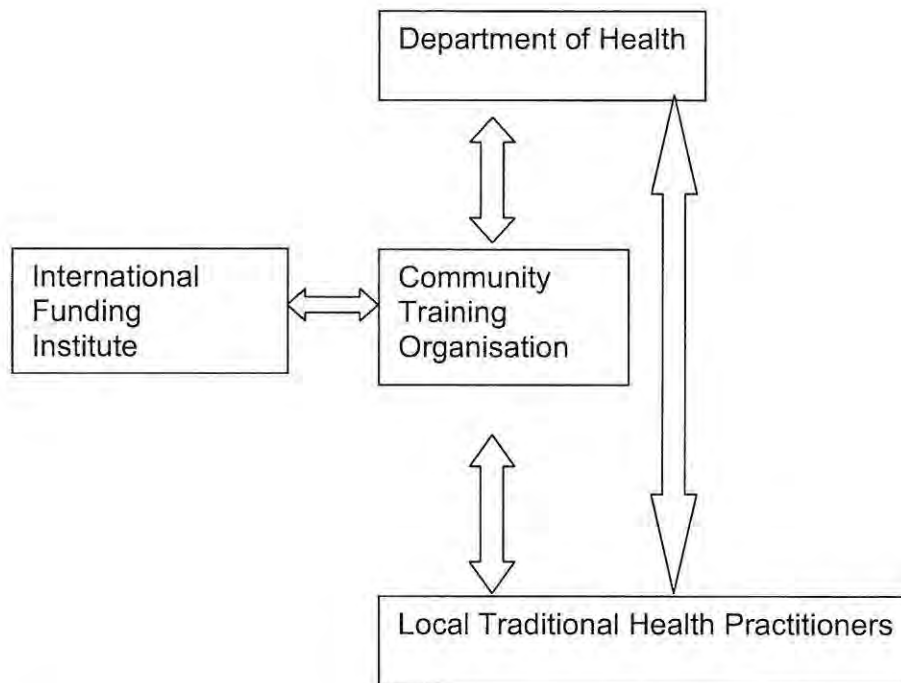 Department of Health
International
Funding
Institute
Community
Training
Organisation
Local Traditional Health Practitioners